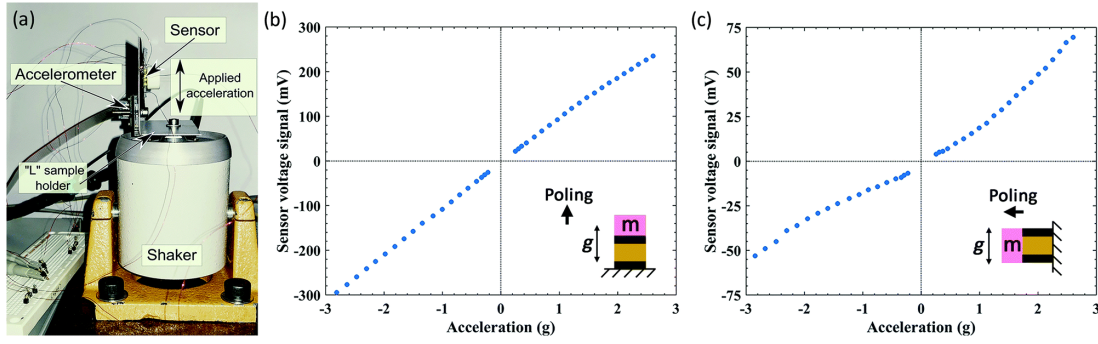 (a)
Sensor
Accelerometer
Applied
acceleration
"L" sample
holder
Shaker
(b)
Sensor voltage signal (mV)
300
200
100
0
-100
-200
-300
-3 -2 -1 0 1 2 3
Acceleration (g)
Poling
m
g
(c)
Sensor voltage signal (mV)
75
50
25
0
-25
-50
-75
-3 -2 -1 0 1 2 3
Acceleration (g)
Poling
g
m